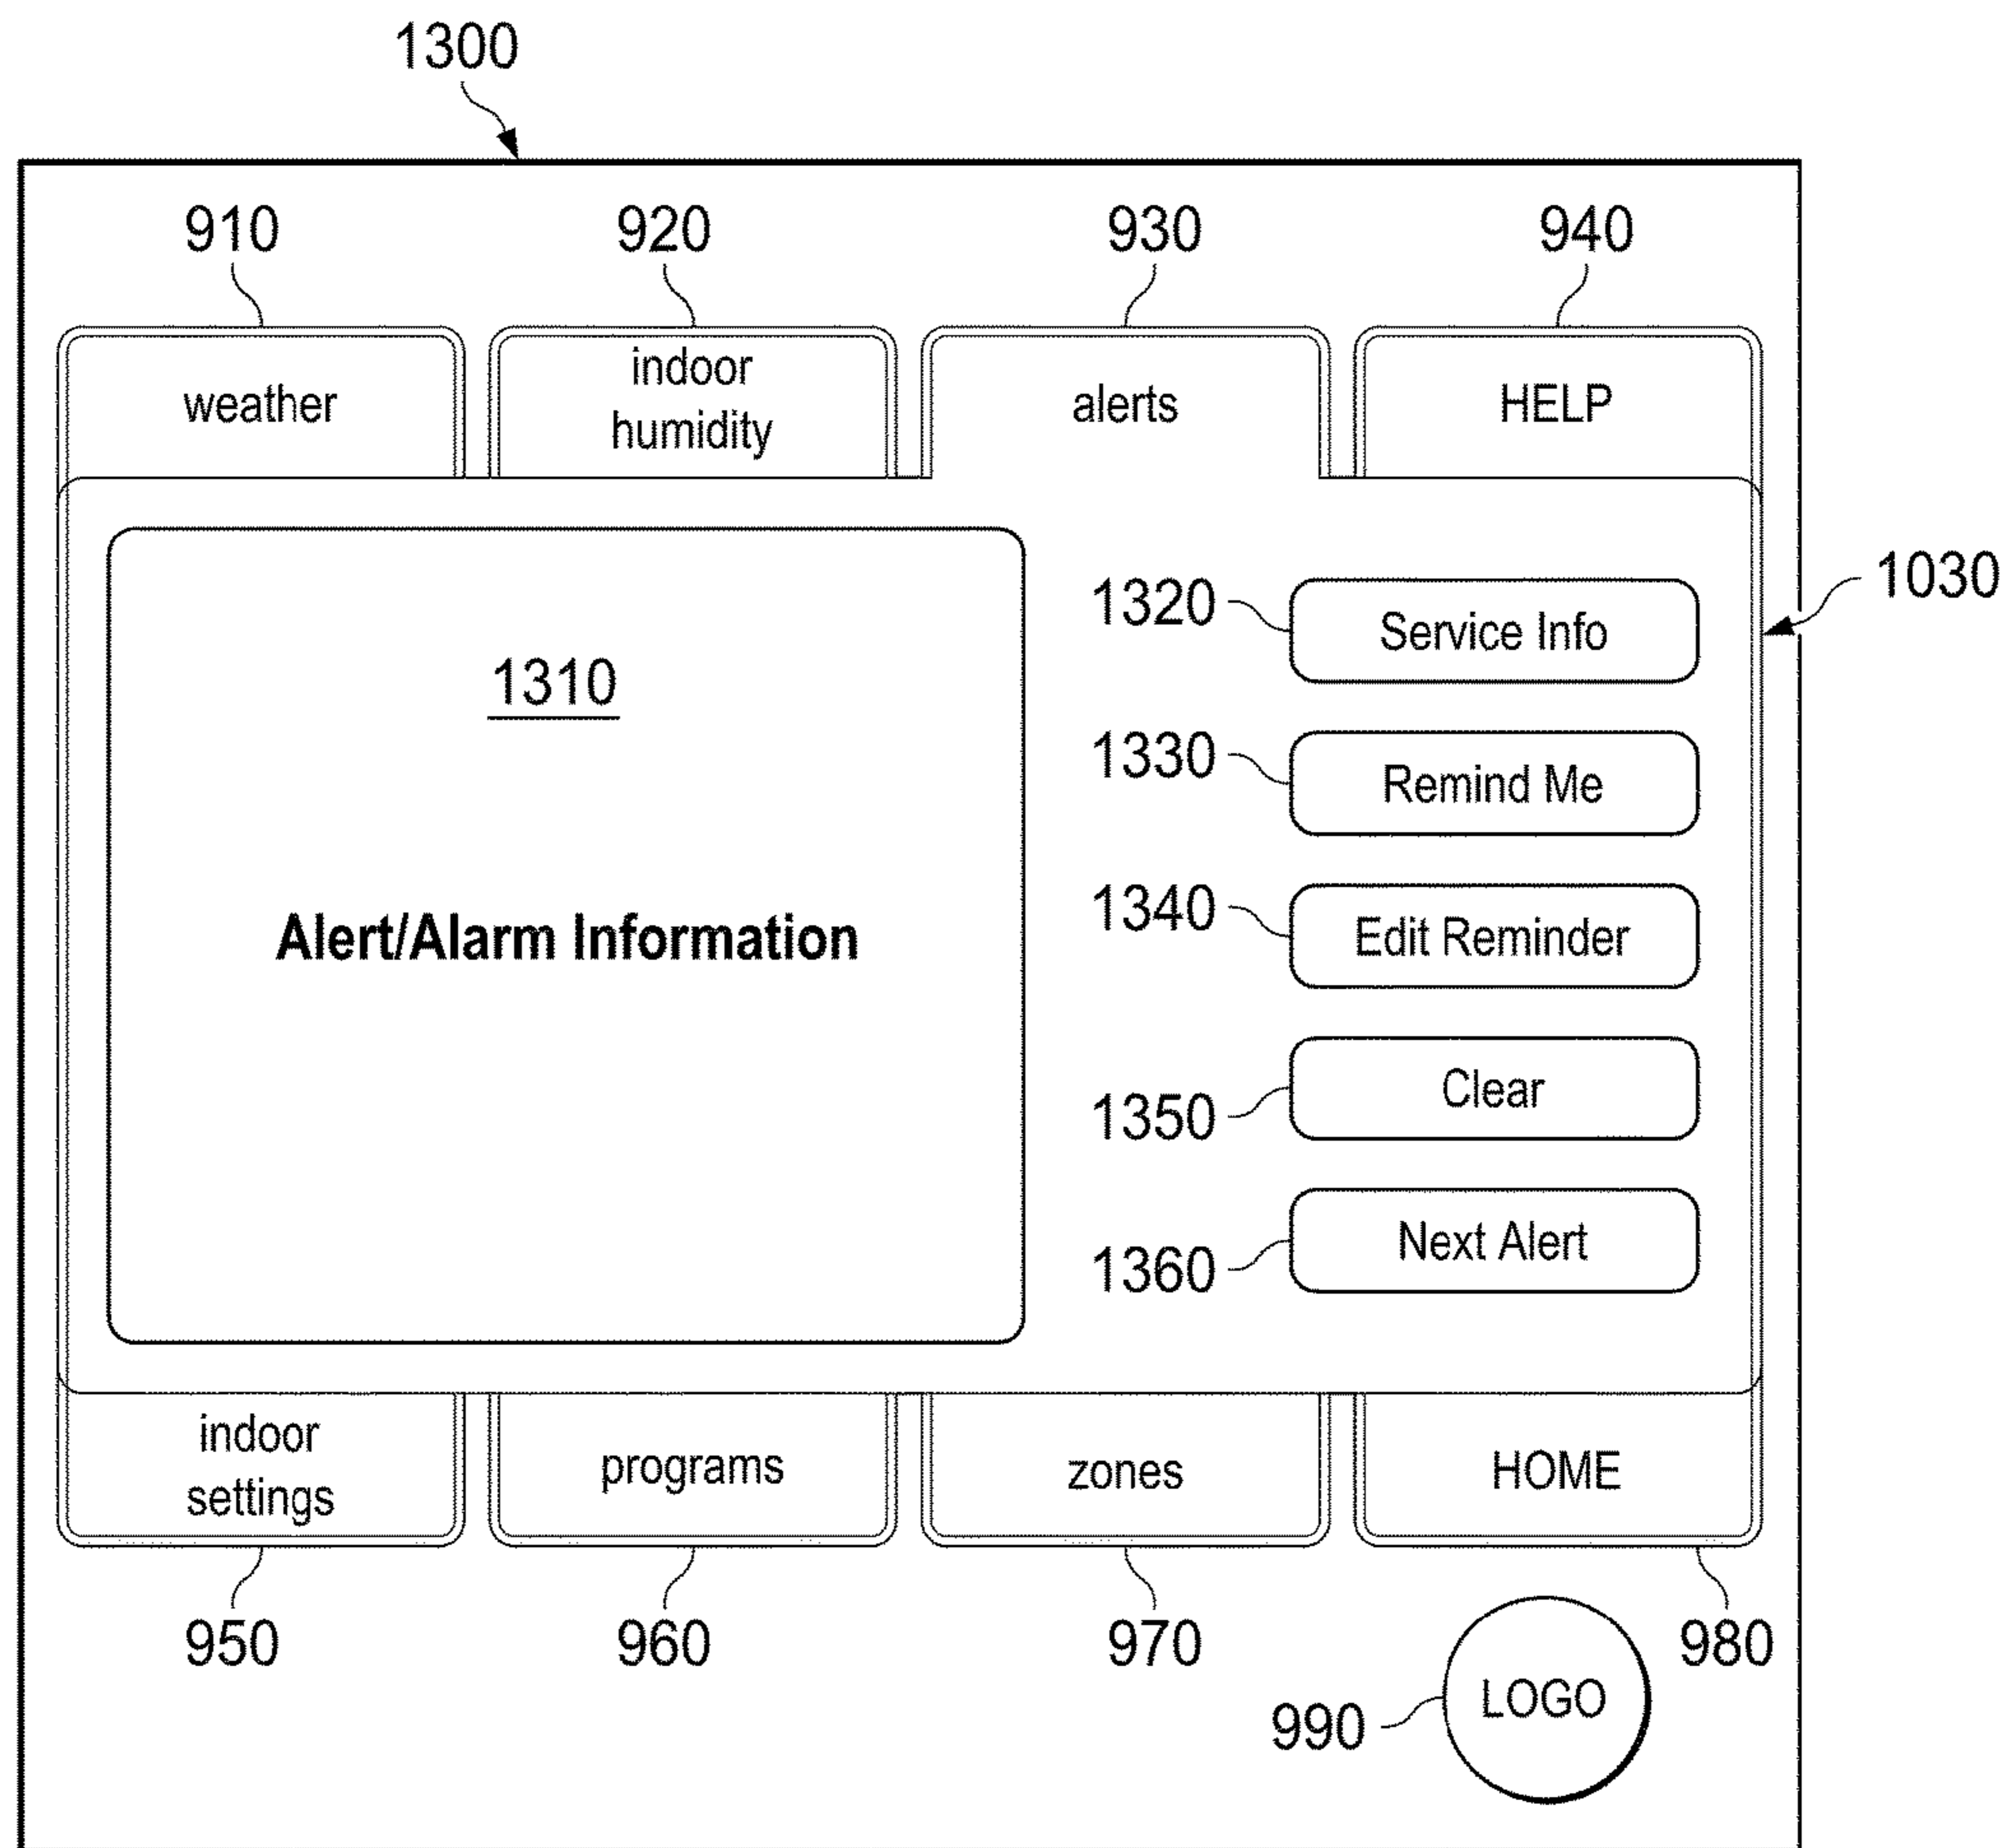 1300
910
920
930
940
weather
indoor
humidity
alerts
HELP
1030
1310
Alert/Alarm Information
1320
Service Info
1330
Remind Me
1340
Edit Reminder
1350
Clear
1360
Next Alert
indoor
settings
programs
zones
HOME
950
960
970
980
990
LOGO